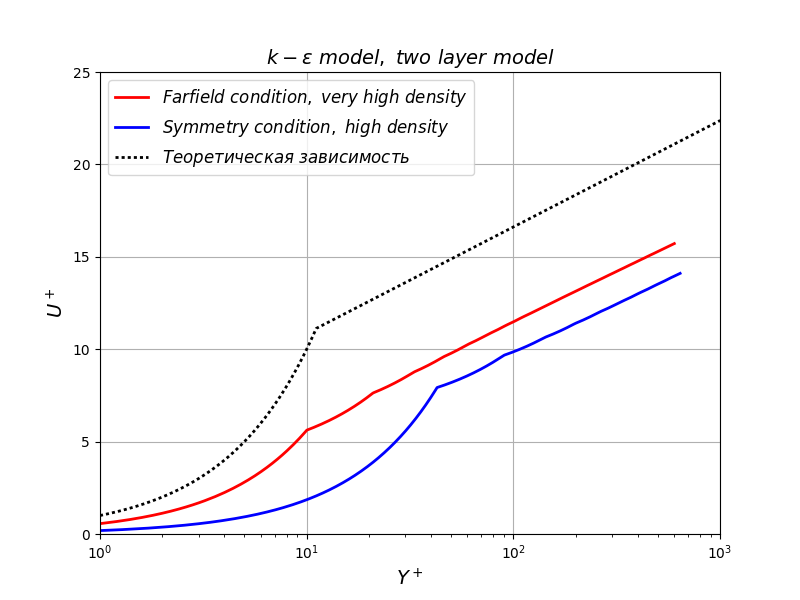 k − ε model, two layer model
25
20
15
10
5
0
U⁺
Farfield condition, very high density
Symmetry condition, high density
Теоретическая зависимость
10⁰
10¹
10²
10³
Y⁺